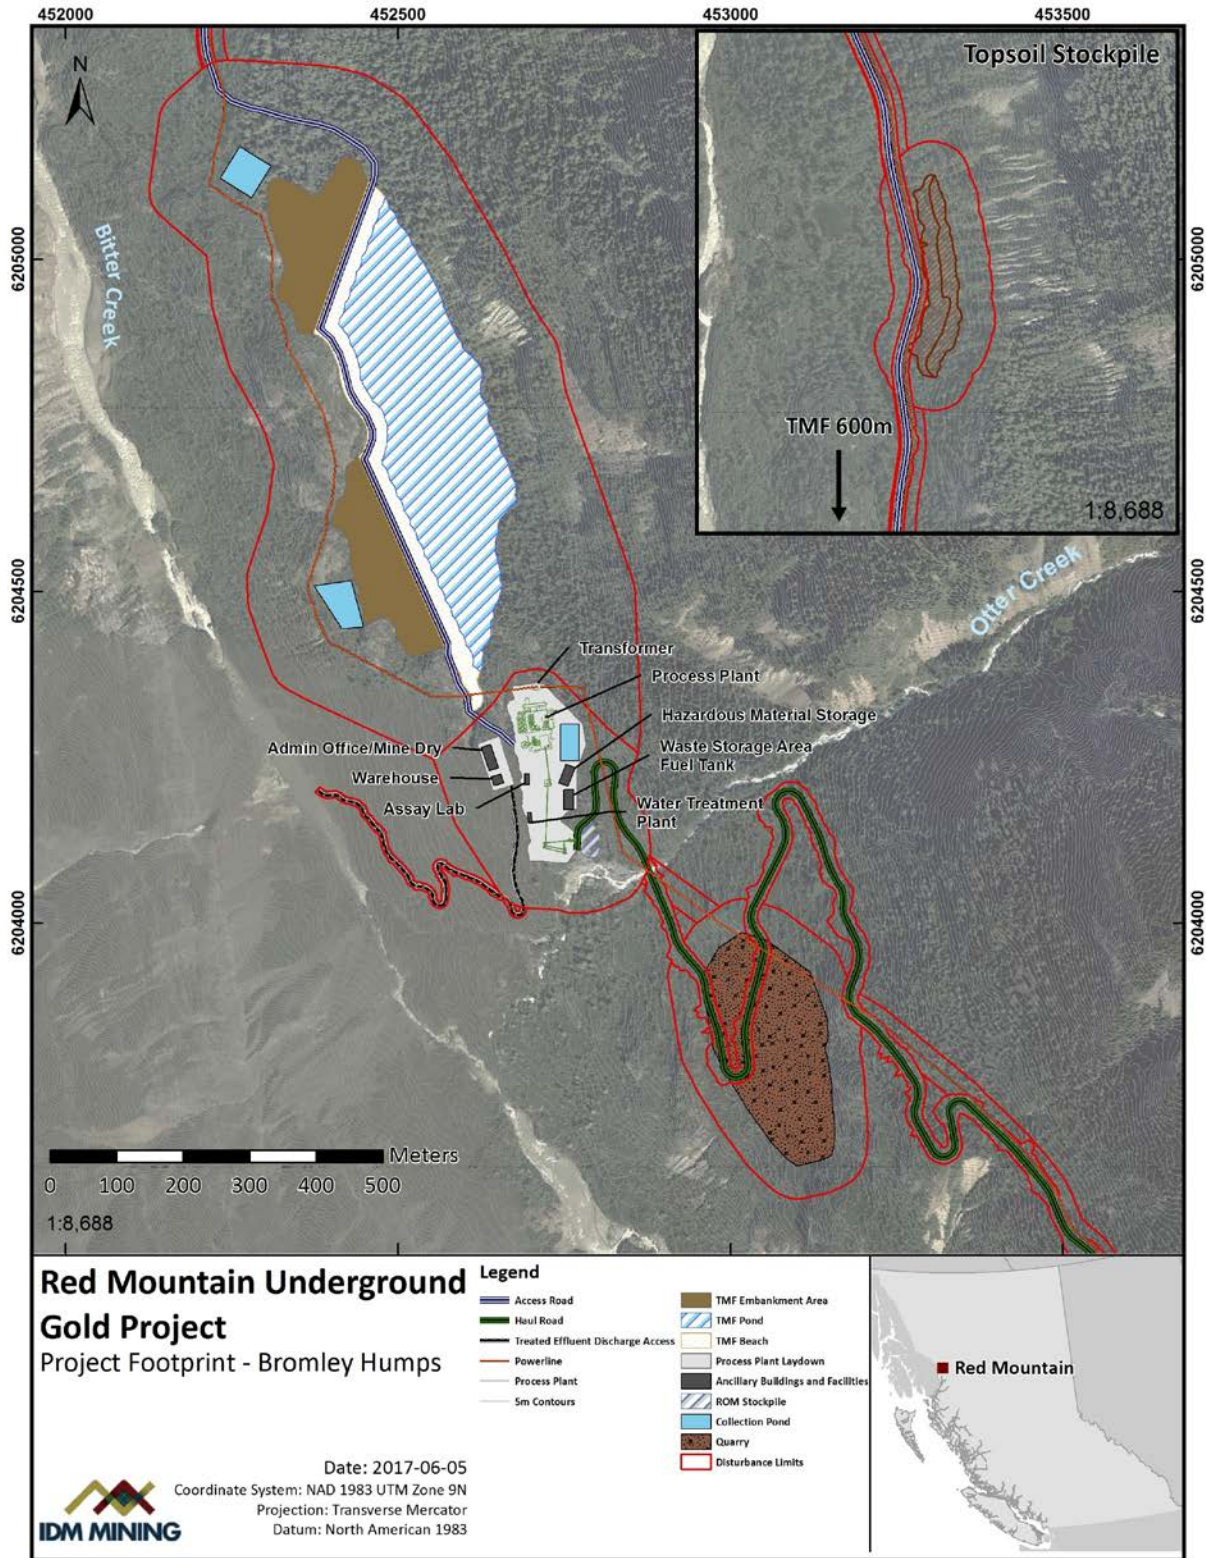 452000 452500 453000 453500
N
Topsoil Stockpile
Bitter Creek
6205000
6205000
TMF 600m
1:8,688
6204500
6204500
Otter Creek
Transformer
Process Plant
Hazardous Material Storage
Admin Office/Mine Dry
Waste Storage Area
Fuel Tank
Warehouse
Assay Lab
Water Treatment
Plant
6204000
6204000
Meters
0 100 200 300 400 500
1:8,688
Red Mountain Underground
Gold Project
Project Footprint - Bromley Humps
Legend
Access Road
Haul Road
Treated Effluent Discharge Access
Powerline
Process Plant
5m Contours
TMF Embankment Area
TMF Pond
TMF Beach
Process Plant Laydown
Ancillary Buildings and Facilities
ROM Stockpile
Collection Pond
Quarry
Disturbance Limits
Red Mountain
Date: 2017-06-05
Coordinate System: NAD 1983 UTM Zone 9N
Projection: Transverse Mercator
Datum: North American 1983
IDM MINING